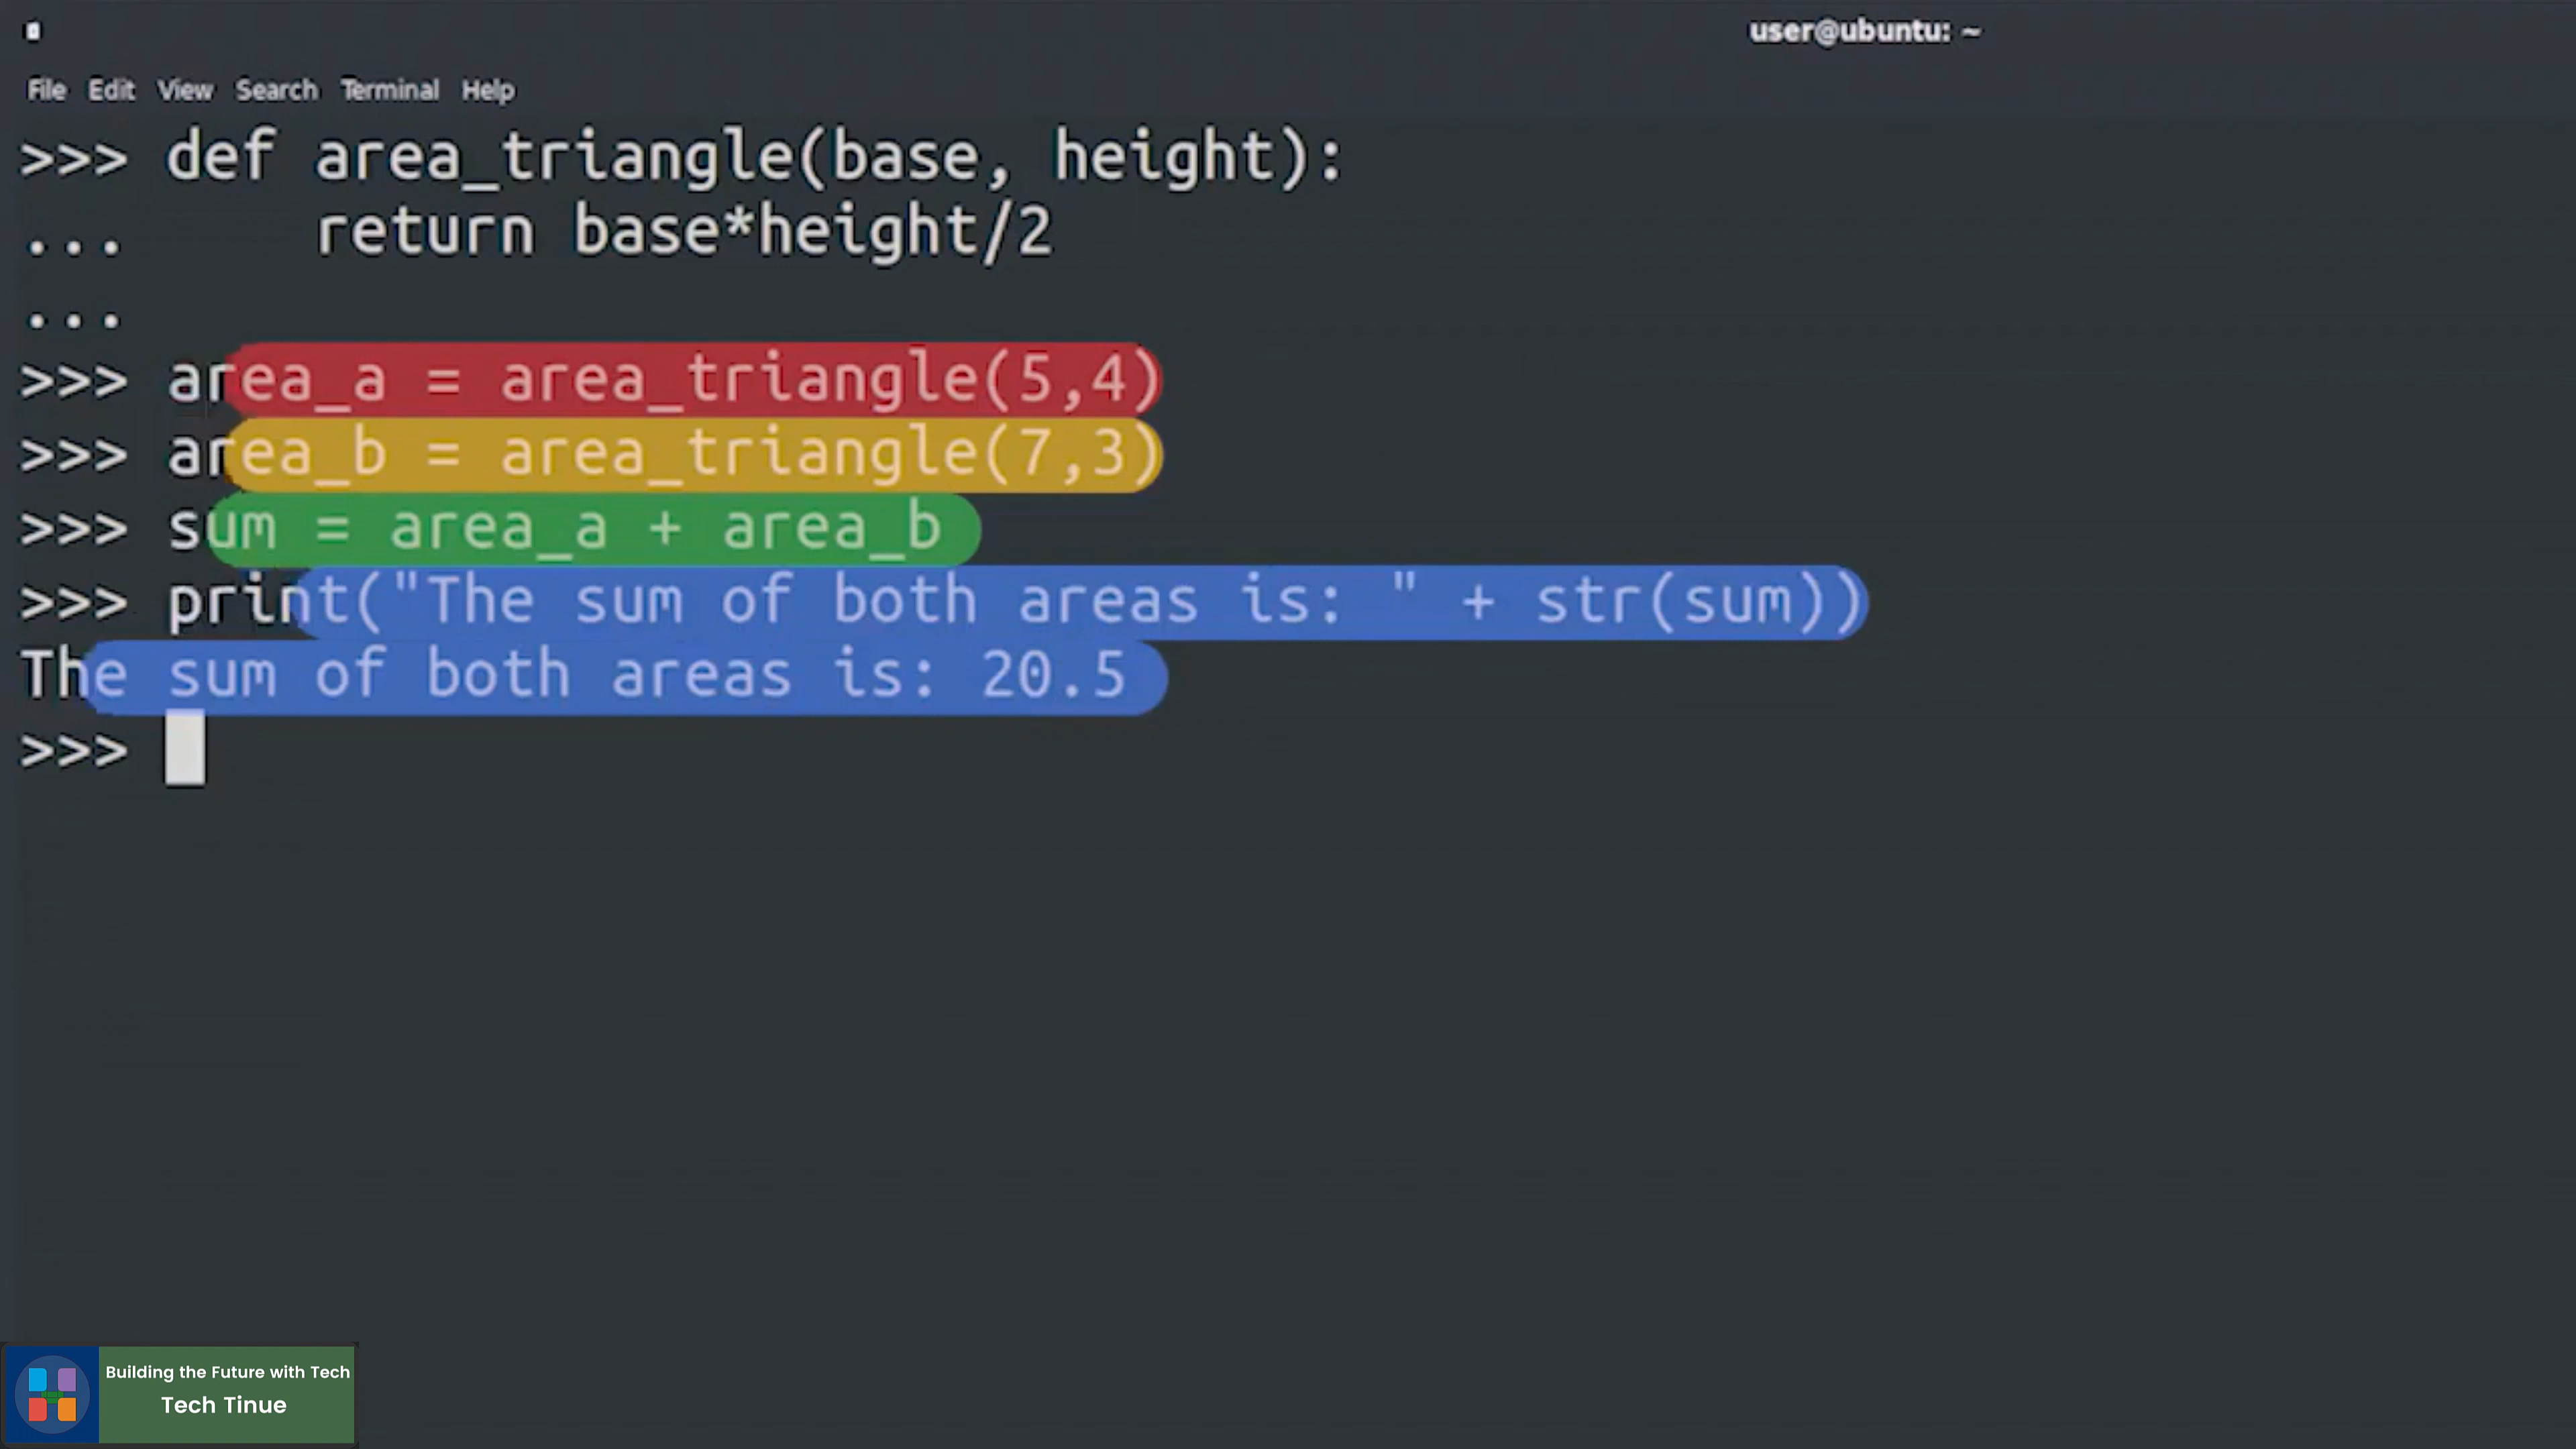 user@ubuntu: ~
File Edit View Search Terminal Help
>>> def area_triangle(base, height):
...     return base*height/2
...
>>> area_a = area_triangle(5,4)
>>> area_b = area_triangle(7,3)
>>> sum = area_a + area_b
>>> print("The sum of both areas is: " + str(sum))
The sum of both areas is: 20.5
>>>
Building the Future with Tech
Tech Tinue